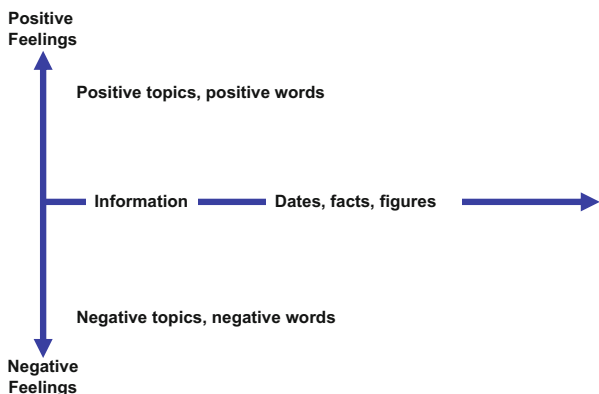 Positive
Feelings
Positive topics, positive words
Information
Dates, facts, figures
Negative topics, negative words
Negative
Feelings